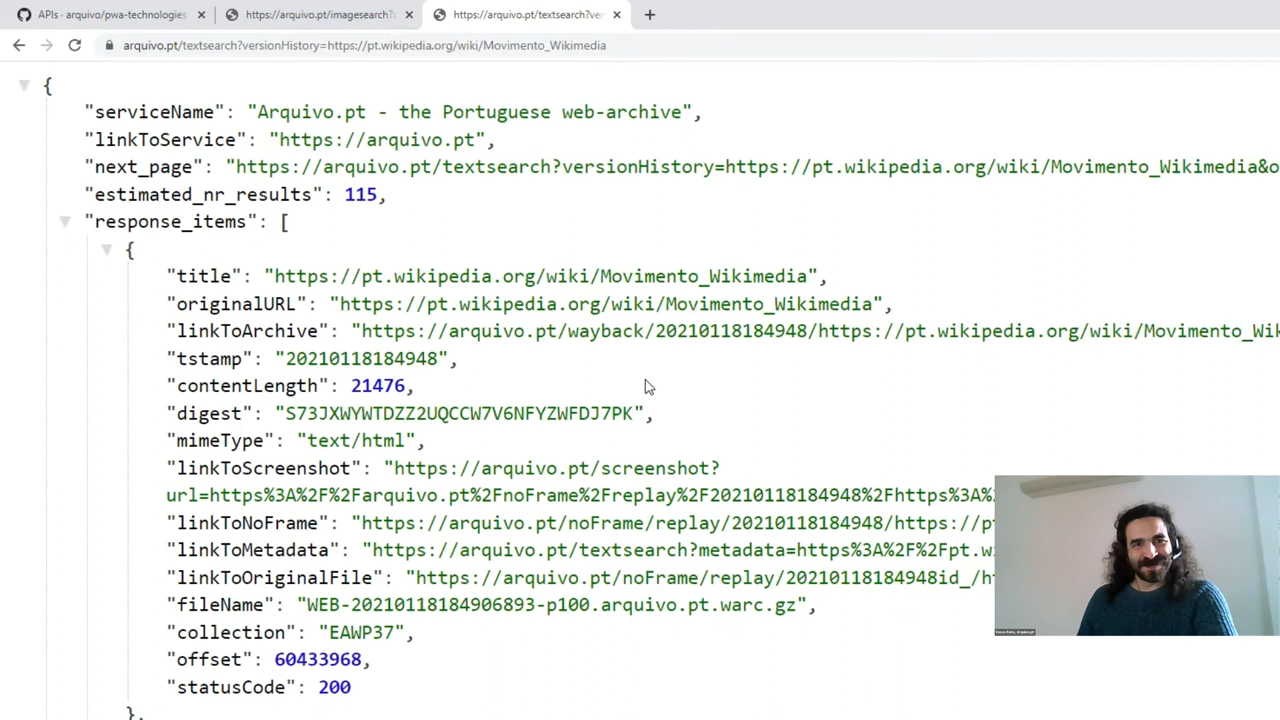 APIs · arquivo/pwa-technologies
https://arquivo.pt/imagesearch?
https://arquivo.pt/textsearch?ver
arquivo.pt/textsearch?versionHistory=https://pt.wikipedia.org/wiki/Movimento_Wikimedia
{
"serviceName": "Arquivo.pt - the Portuguese web-archive",
"linkToService": "https://arquivo.pt",
"next_page": "https://arquivo.pt/textsearch?versionHistory=https://pt.wikipedia.org/wiki/Movimento_Wikimedia&o
"estimated_nr_results": 115,
"response_items": [
{
"title": "https://pt.wikipedia.org/wiki/Movimento_Wikimedia",
"originalURL": "https://pt.wikipedia.org/wiki/Movimento_Wikimedia",
"linkToArchive": "https://arquivo.pt/wayback/20210118184948/https://pt.wikipedia.org/wiki/Movimento_Wik
"tstamp": "20210118184948",
"contentLength": 21476,
"digest": "S73JXWYWTDZZ2UQCCW7V6NFYZWFDJ7PK",
"mimeType": "text/html",
"linkToScreenshot": "https://arquivo.pt/screenshot?
url=https%3A%2F%2Farquivo.pt%2FnoFrame%2Freplay%2F20210118184948%2Fhttps%3A%
"linkToNoFrame": "https://arquivo.pt/noFrame/replay/20210118184948/https://p
"linkToMetadata": "https://arquivo.pt/textsearch?metadata=https%3A%2F%2Fpt.w
"linkToOriginalFile": "https://arquivo.pt/noFrame/replay/20210118184948id_/h
"fileName": "WEB-20210118184906893-p100.arquivo.pt.warc.gz",
"collection": "EAWP37",
"offset": 60433968,
"statusCode": 200
},